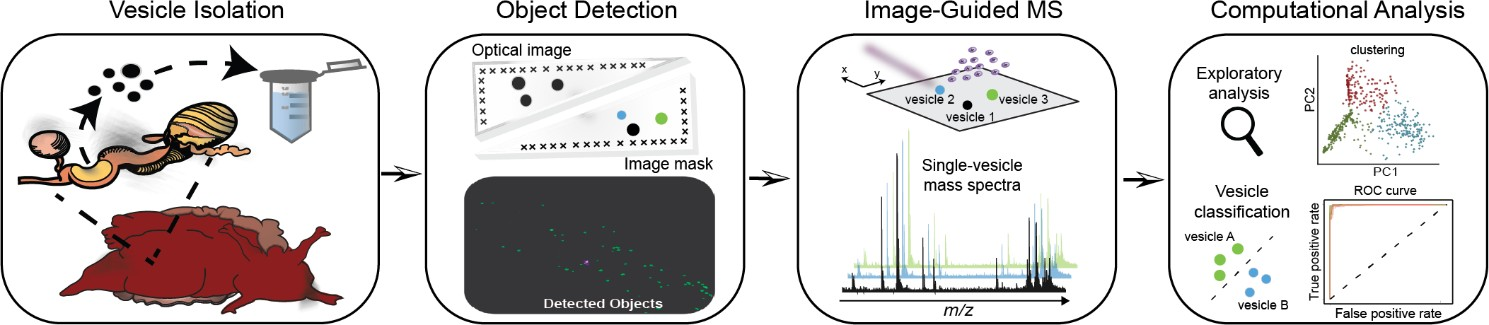 Vesicle Isolation
Object Detection
Image-Guided MS
Computational Analysis
Optical image
Image mask
Detected Objects
x
y
vesicle 2
vesicle 3
vesicle 1
Single-vesicle
mass spectra
m/z
Exploratory
analysis
clustering
PC2
PC1
Vesicle
classification
vesicle A
vesicle B
ROC curve
True positive rate
False positive rate